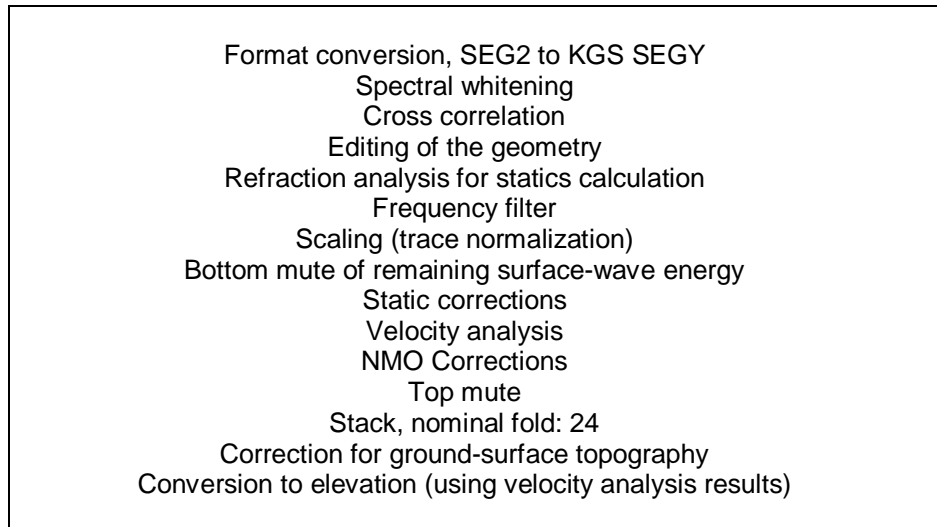 Format conversion, SEG2 to KGS SEGY
Spectral whitening
Cross correlation
Editing of the geometry
Refraction analysis for statics calculation
Frequency filter
Scaling (trace normalization)
Bottom mute of remaining surface-wave energy
Static corrections
Velocity analysis
NMO Corrections
Top mute
Stack, nominal fold: 24
Correction for ground-surface topography
Conversion to elevation (using velocity analysis results)